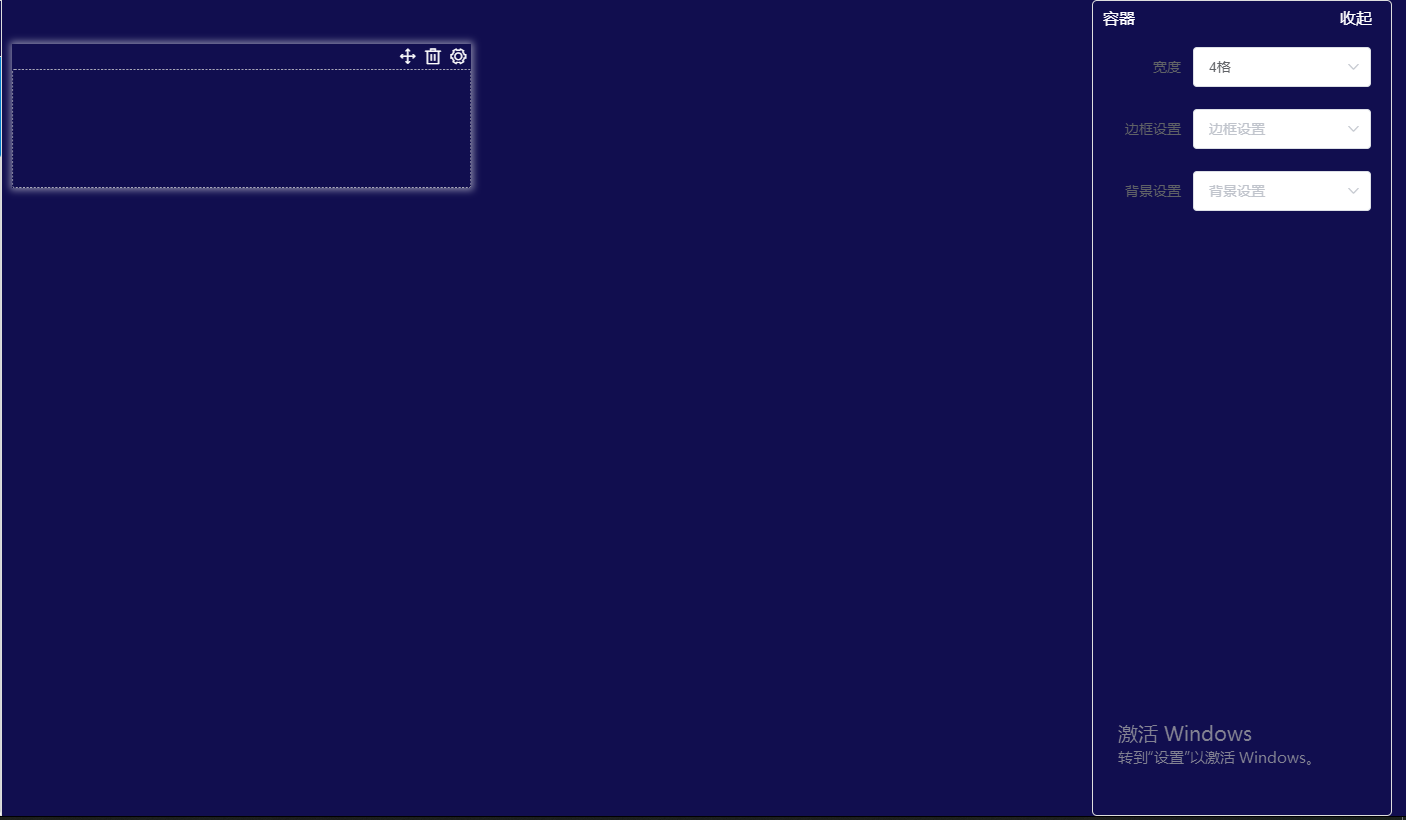 容器 收起
宽度 4格
边框设置 边框设置
背景设置 背景设置
激活 Windows
转到"设置"以激活 Windows。